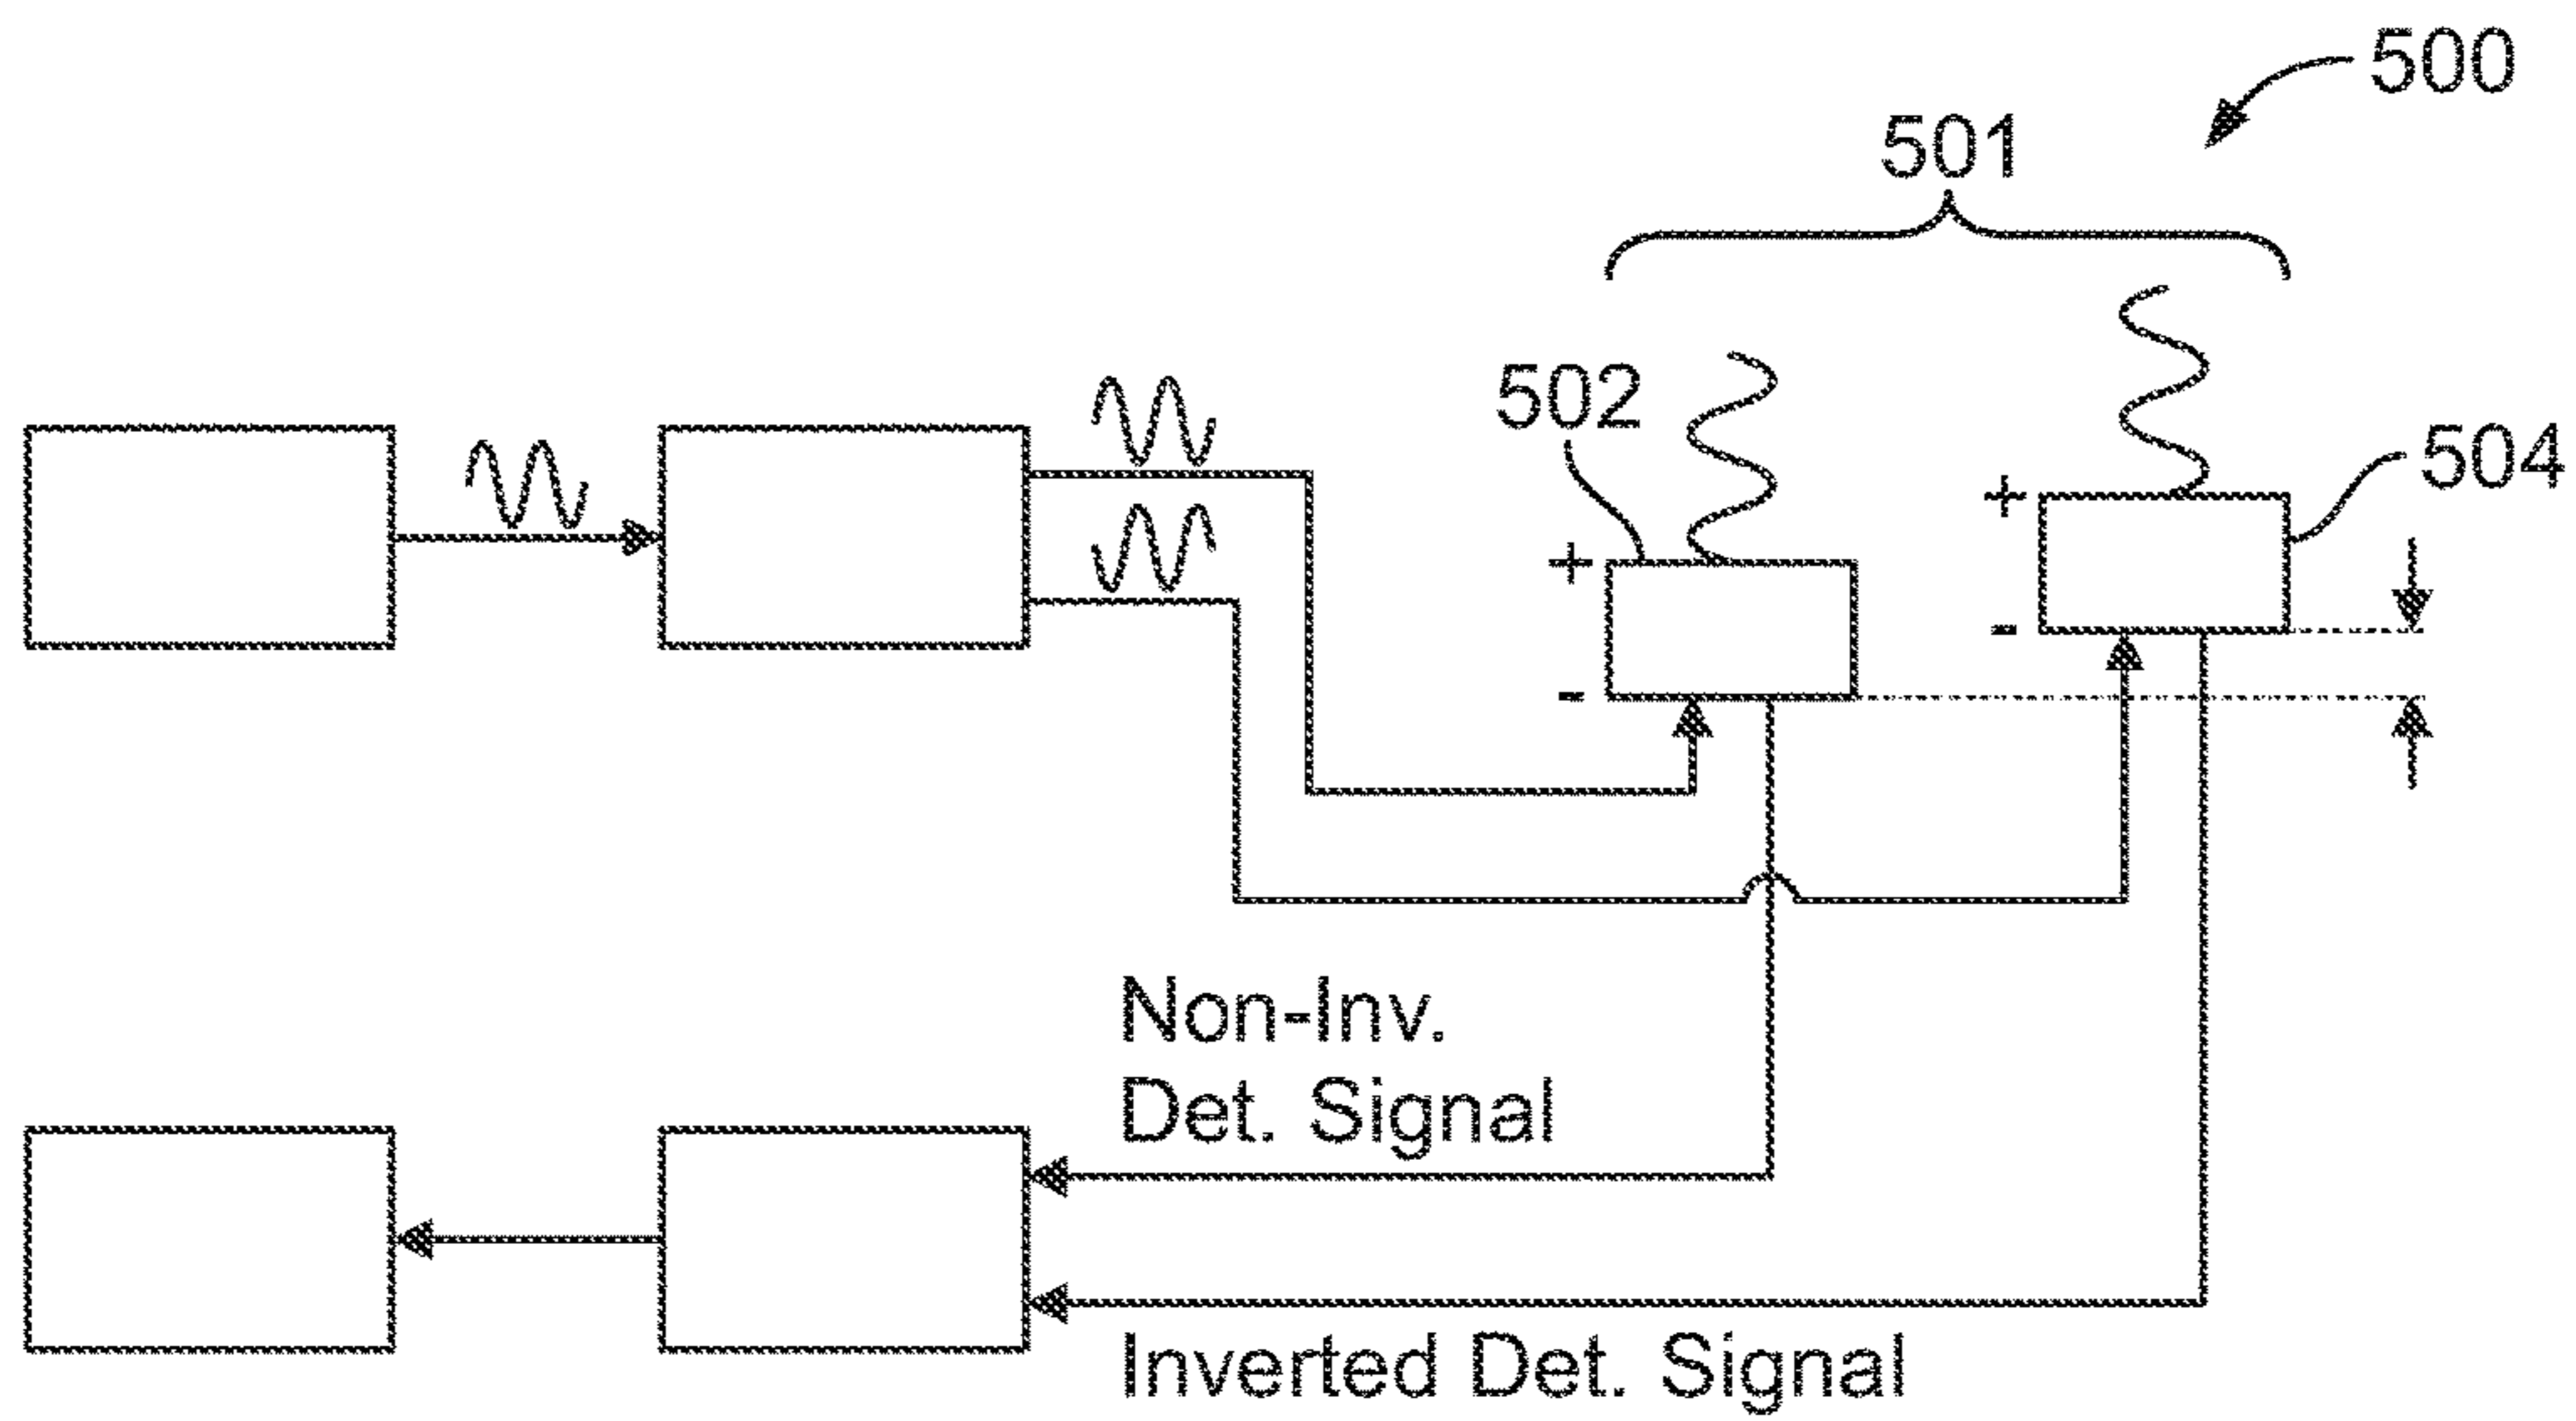 500
501
502
504
+
-
+
-
Non-Inv.
Det. Signal
Inverted Det. Signal